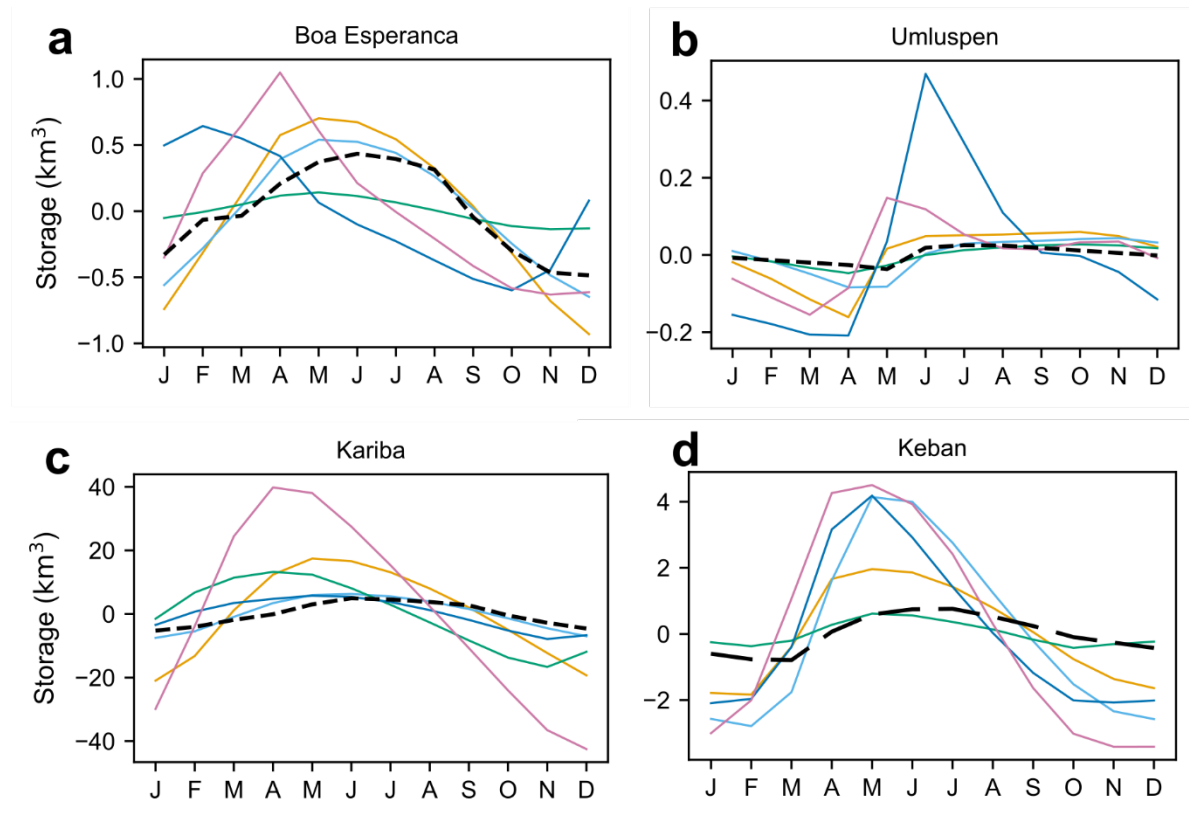 a
Boa Esperanca
Storage (km³)
1.0
0.5
0.0
−0.5
−1.0
J F M A M J J A S O N D
b
Umluspen
0.4
0.2
0.0
−0.2
J F M A M J J A S O N D
c
Kariba
Storage (km³)
40
20
0
−20
−40
J F M A M J J A S O N D
d
Keban
4
2
0
−2
J F M A M J J A S O N D